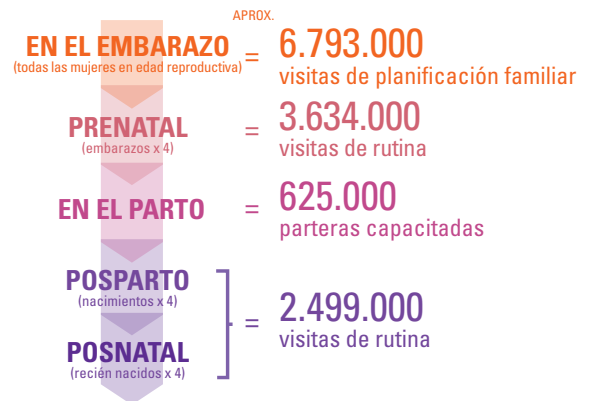 APROX.
EN EL EMBARAZO
(todas las mujeres en edad reproductiva)
= 6.793.000
visitas de planificación familiar
PRENATAL
(embarazos x 4)
= 3.634.000
visitas de rutina
EN EL PARTO
= 625.000
parteras capacitadas
POSPARTO
(nacimientos x 4)
POSNATAL
(recién nacidos x 4)
= 2.499.000
visitas de rutina